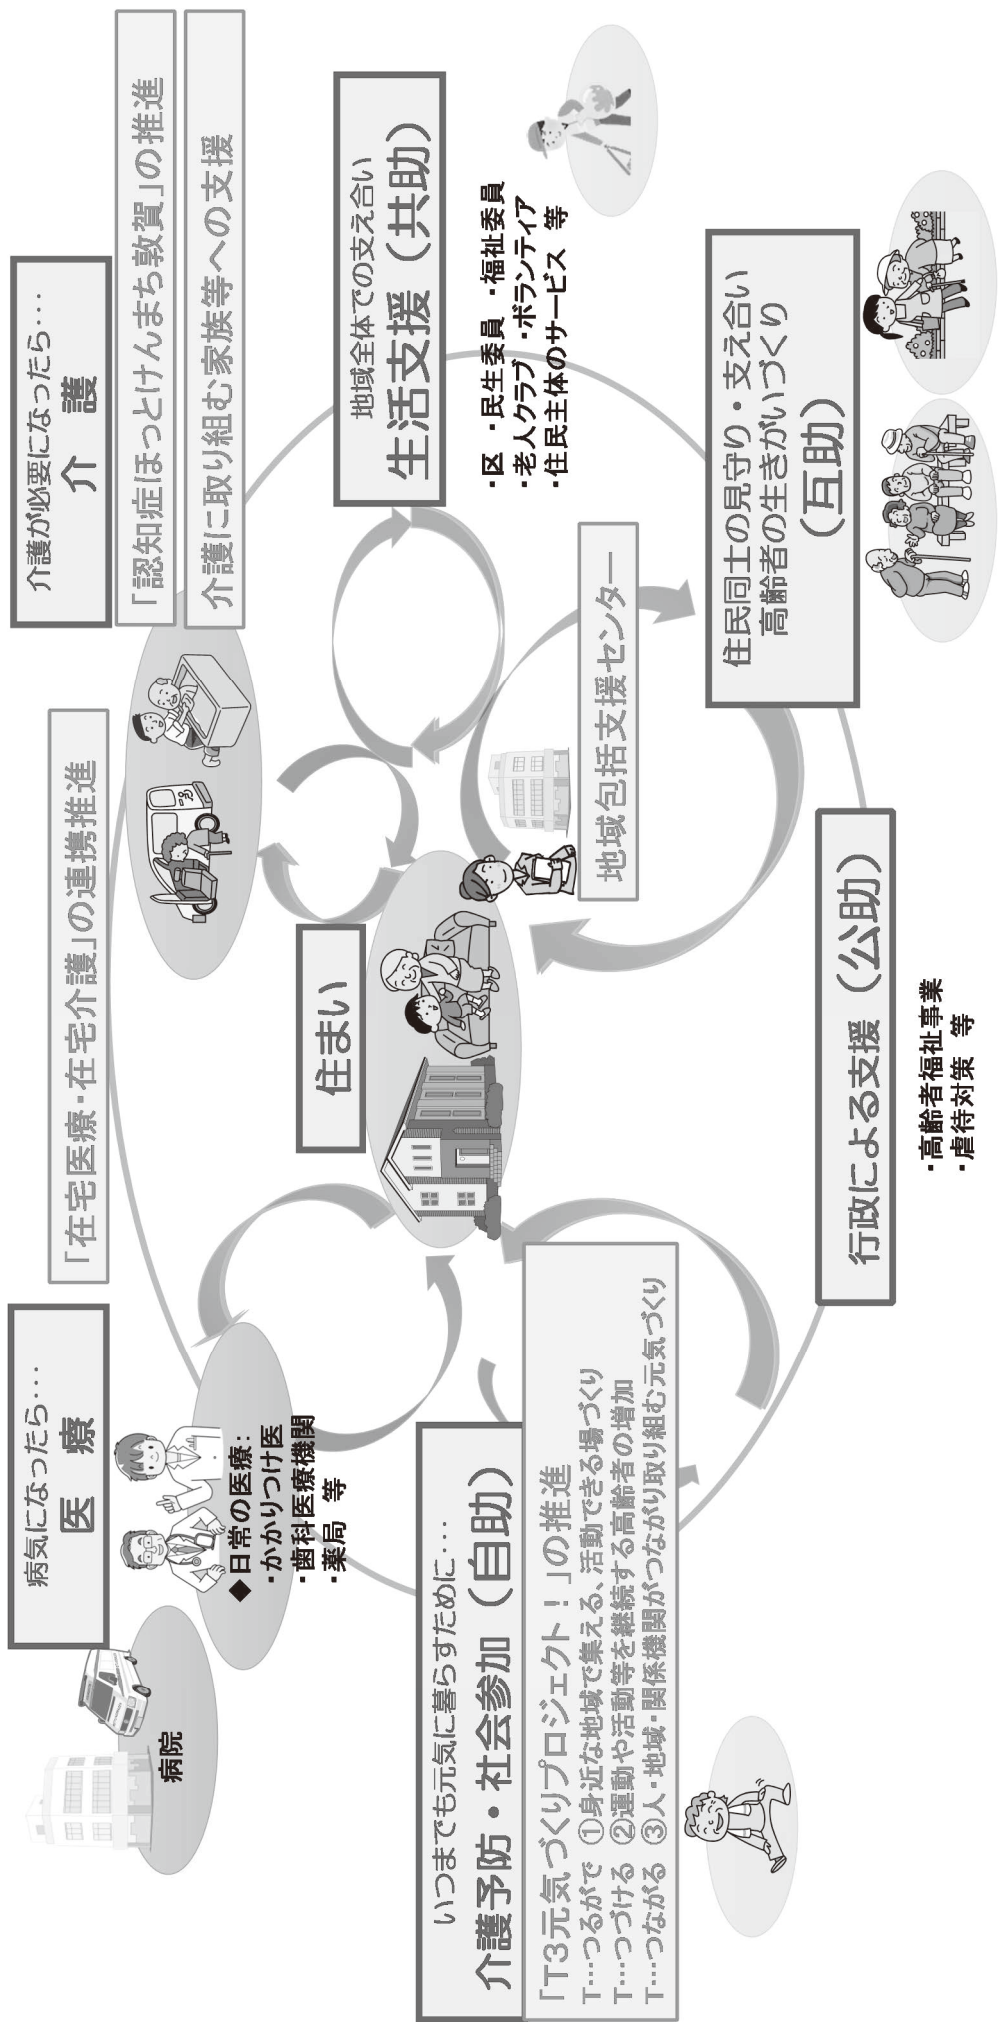 病気になったら…
医 療
病院
◆日常の医療：
・かかりつけ医
・歯科医療機関
・薬局 等
「在宅医療・在宅介護」の連携推進
介護が必要になったら…
介 護
「認知症ほっとけんまち敦賀」の推進
介護に取り組む家族等への支援
住まい
地域全体での支え合い
生活支援（共助）
・区 ・民生委員 ・福祉委員
・老人クラブ ・ボランティア
・住民主体のサービス 等
地域包括支援センター
いつまでも元気に暮らすために…
介護予防・社会参加（自助）
「T3元気づくりプロジェクト！」の推進
T…つるがで ①身近な地域で集える、活動できる場づくり
T…つづける ②運動や活動等を継続する高齢者の増加
T…つながる ③人・地域・関係機関がつながり取り組む元気づくり
住民同士の見守り・支え合い
高齢者の生きがいづくり
（互助）
行政による支援（公助）
・高齢者福祉事業
・虐待対策 等